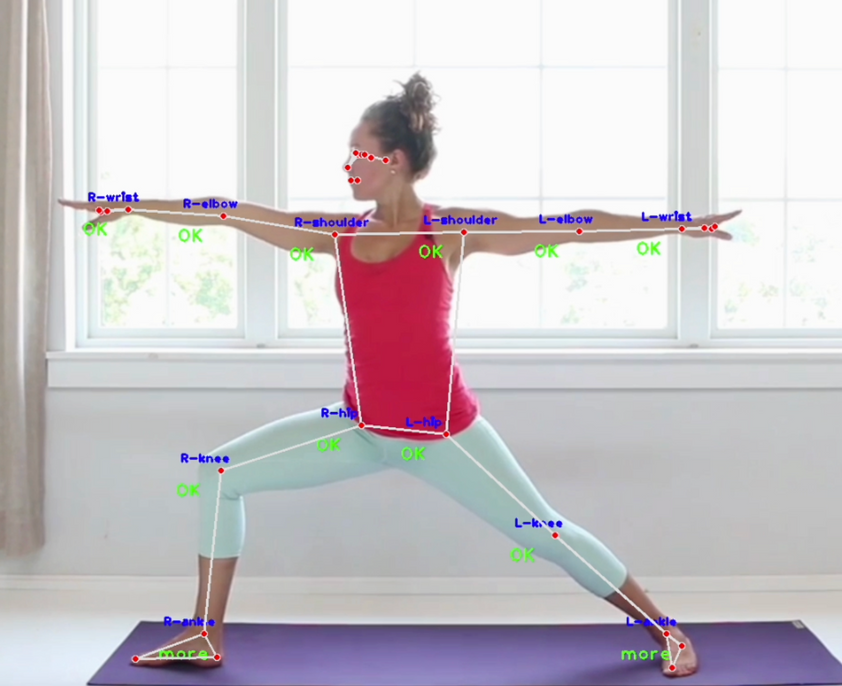 R-wrist
OK
R-elbow
OK
R-shoulder
OK
L-shoulder
OK
L-elbow
OK
L-wrist
OK
R-hip
OK
L-hip
OK
R-knee
OK
L-knee
OK
R-ankle
more
L-ankle
more